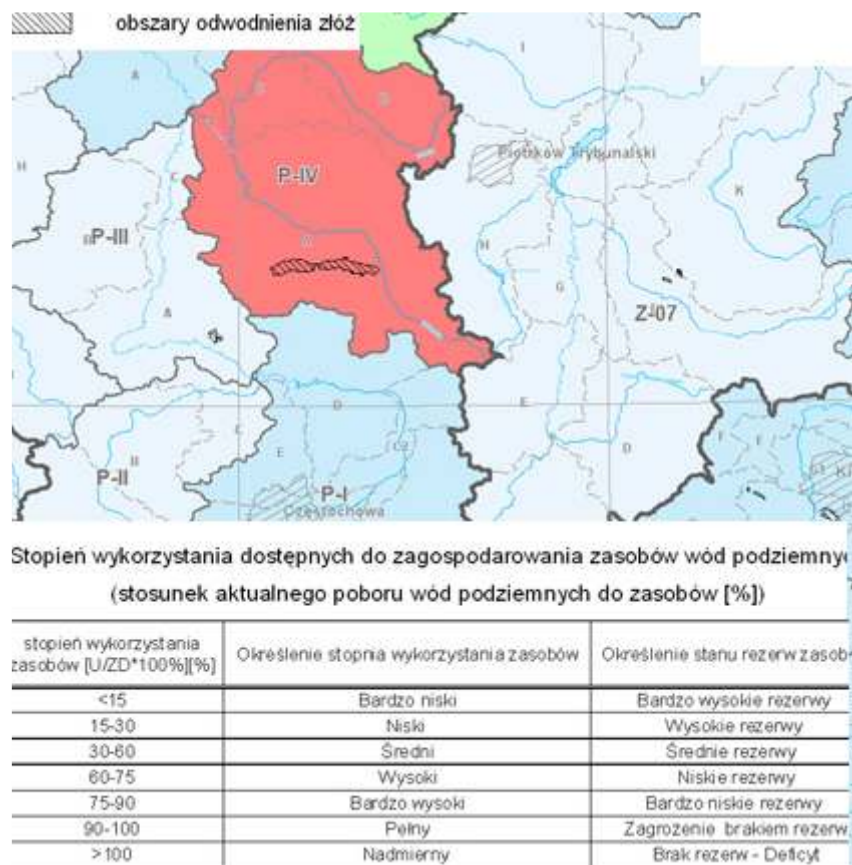 obszary odwodnienia złóż
Piotrków Trybunalski
P-IV
P-III
Z-07
P-II
P-I
Częstochowa
Stopień wykorzystania dostępnych do zagospodarowania zasobów wód podziemny
(stosunek aktualnego poboru wód podziemnych do zasobów [%])
stopień wykorzystania zasobów [U/ZD*100%][%] Określenie stopnia wykorzystania zasobów Określenie stanu rezerw zasob
<15 Bardzo niski Bardzo wysokie rezerwy
15-30 Niski Wysokie rezerwy
30-60 Średni Średnie rezerwy
60-75 Wysoki Niskie rezerwy
75-90 Bardzo wysoki Bardzo niskie rezerwy
90-100 Pełny Zagrożenie brakiem rezerw
>100 Nadmierny Brak rezerw - Deficyt